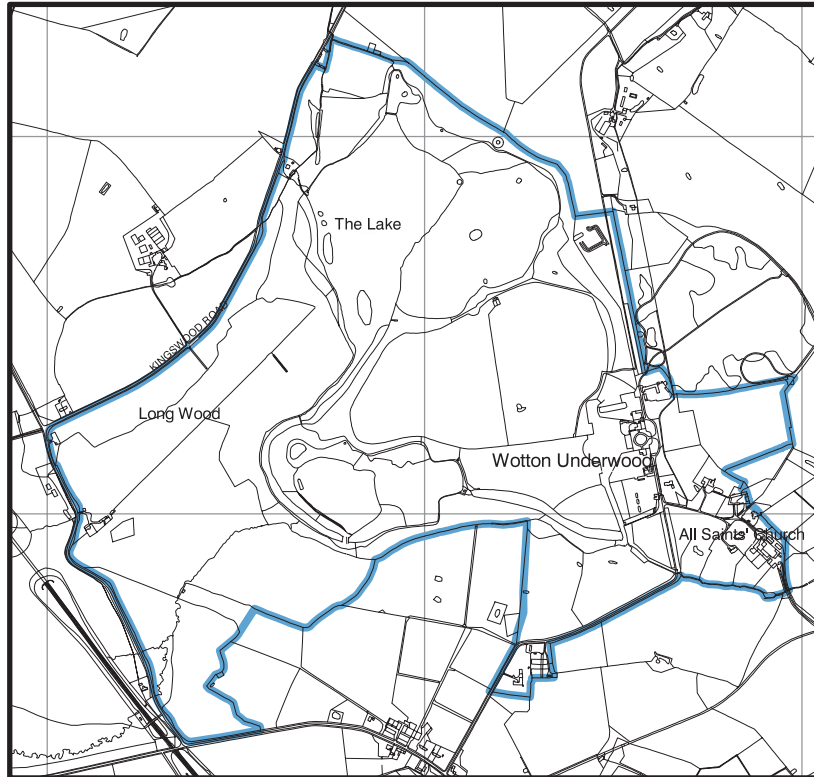 The Lake
KINGSWOOD ROAD
Long Wood
Wotton Underwood
All Saints' Church